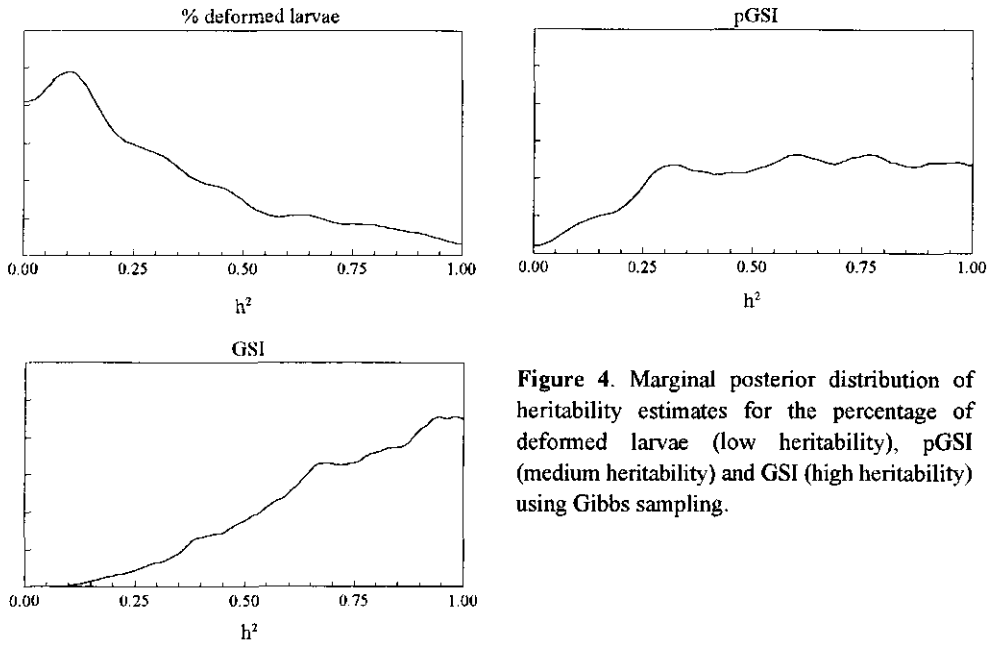 % deformed larvae
0.00 0.25 0.50 0.75 1.00
h²
pGSI
0.00 0.25 0.50 0.75 1.00
h²
GSI
0.00 0.25 0.50 0.75 1.00
h²
Figure 4. Marginal posterior distribution of
heritability estimates for the percentage of
deformed larvae (low heritability), pGSI
(medium heritability) and GSI (high heritability)
using Gibbs sampling.